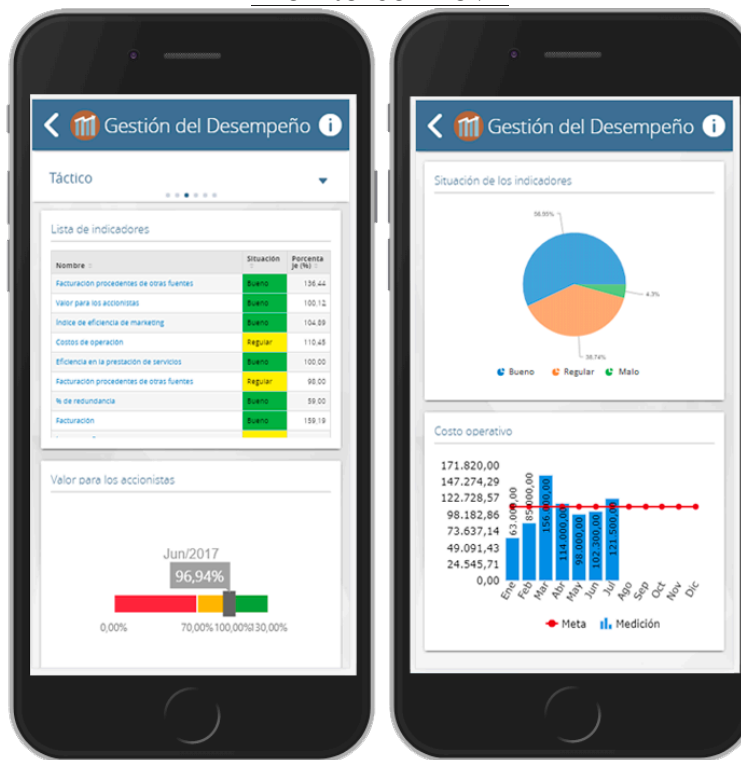 Gestión del Desempeño
Táctico
Lista de indicadores
Nombre Situación Porcenta
je (%)
Facturación procedentes de otras fuentes Bueno 136,44
Valor para los accionistas Bueno 100,12
Índice de eficiencia de marketing Bueno 104,89
Costos de operación Regular 110,45
Eficiencia en la prestación de servicios Bueno 100,00
Facturación procedentes de otras fuentes Regular 98,00
% de redundancia Bueno 59,00
Facturación Bueno 159,19
Valor para los accionistas
Jun/2017
96,94%
0,00% 70,00% 100,00% 130,00%
Gestión del Desempeño
Situación de los indicadores
4.3%
Bueno Regular Malo
Costo operativo
171.820,00
147.274,29
122.728,57
98.182,86
73.637,14
49.091,43
24.545,71
0,00
63.000,00
85.000,00
156.000,00
114.000,00
98.000,00
102.300,00
121.500,00
Ene Feb Mar Abr May Jun Jul Ago Sep Oct Nov Dic
Meta Medición